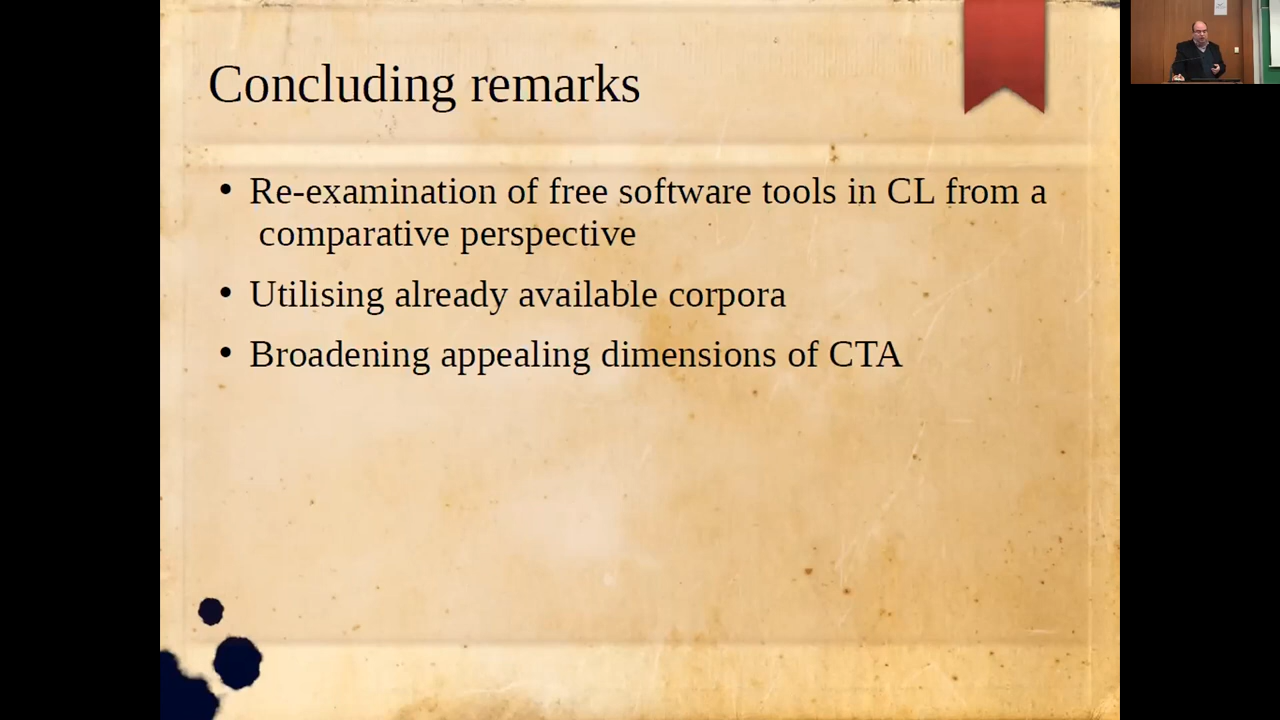 Concluding remarks
• Re-examination of free software tools in CL from a
comparative perspective
• Utilising already available corpora
• Broadening appealing dimensions of CTA